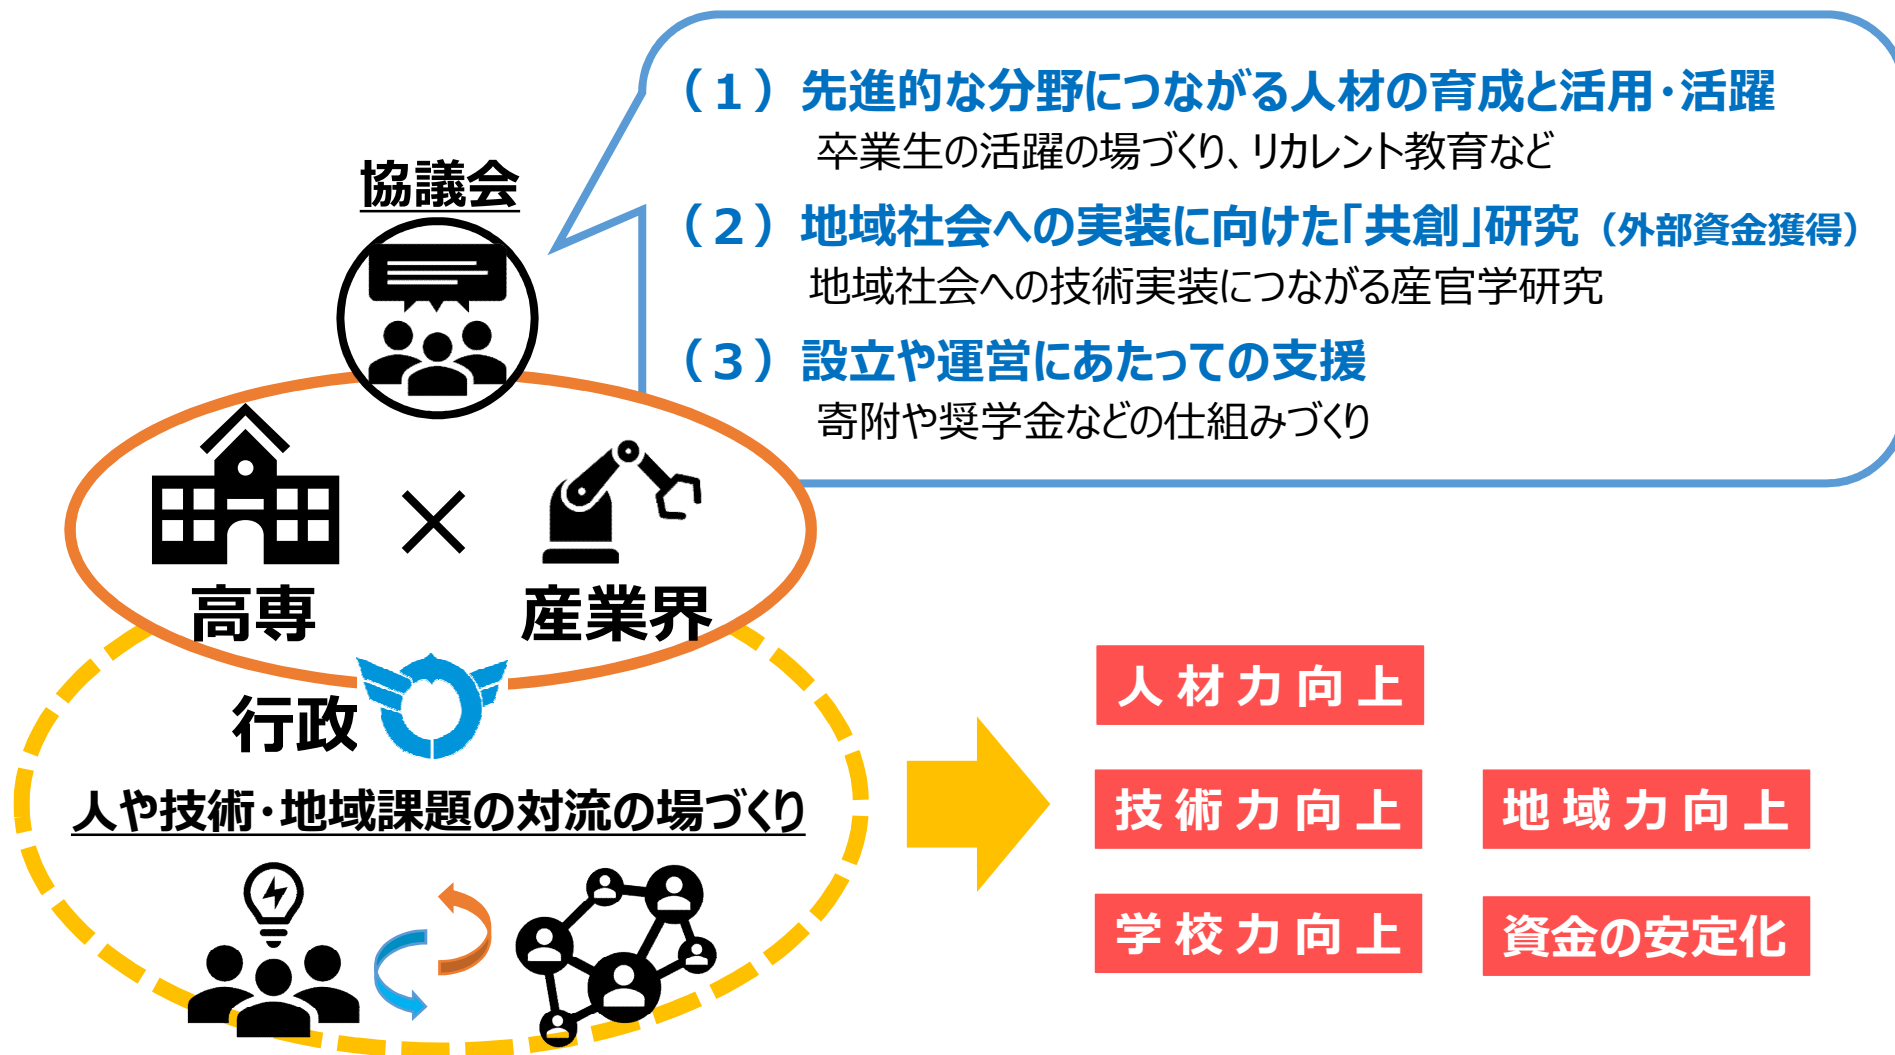 (1)先進的な分野につながる人材の育成と活用・活躍
卒業生の活躍の場づくり、リカレント教育など
(2)地域社会への実装に向けた「共創」研究(外部資金獲得)
地域社会への技術実装につながる産官学研究
(3)設立や運営にあたっての支援
寄附や奨学金などの仕組みづくり
協議会
高専
×
産業界
行政
人や技術・地域課題の対流の場づくり
人材力向上
技術力向上
地域力向上
学校力向上
資金の安定化